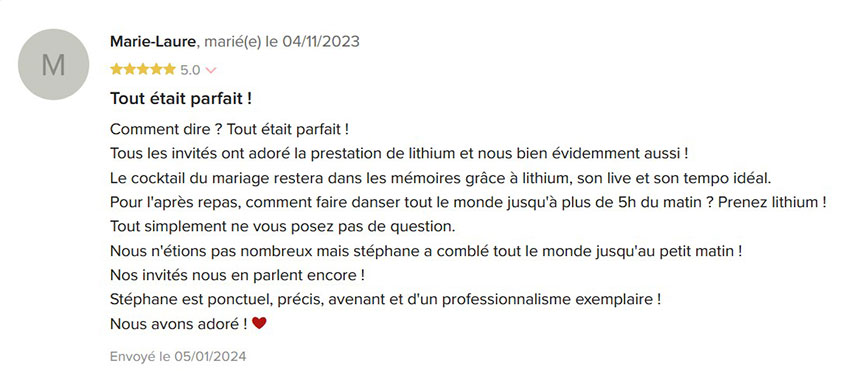 M
Marie-Laure, marié(e) le 04/11/2023
5.0
Tout était parfait !
Comment dire ? Tout était parfait !
Tous les invités ont adoré la prestation de lithium et nous bien évidemment aussi !
Le cocktail du mariage restera dans les mémoires grâce à lithium, son live et son tempo idéal.
Pour l'après repas, comment faire danser tout le monde jusqu'à plus de 5h du matin ? Prenez lithium !
Tout simplement ne vous posez pas de question.
Nous n'étions pas nombreux mais stéphane a comblé tout le monde jusqu'au petit matin !
Nos invités nous en parlent encore !
Stéphane est ponctuel, précis, avenant et d'un professionnalisme exemplaire !
Nous avons adoré ! ❤
Envoyé le 05/01/2024